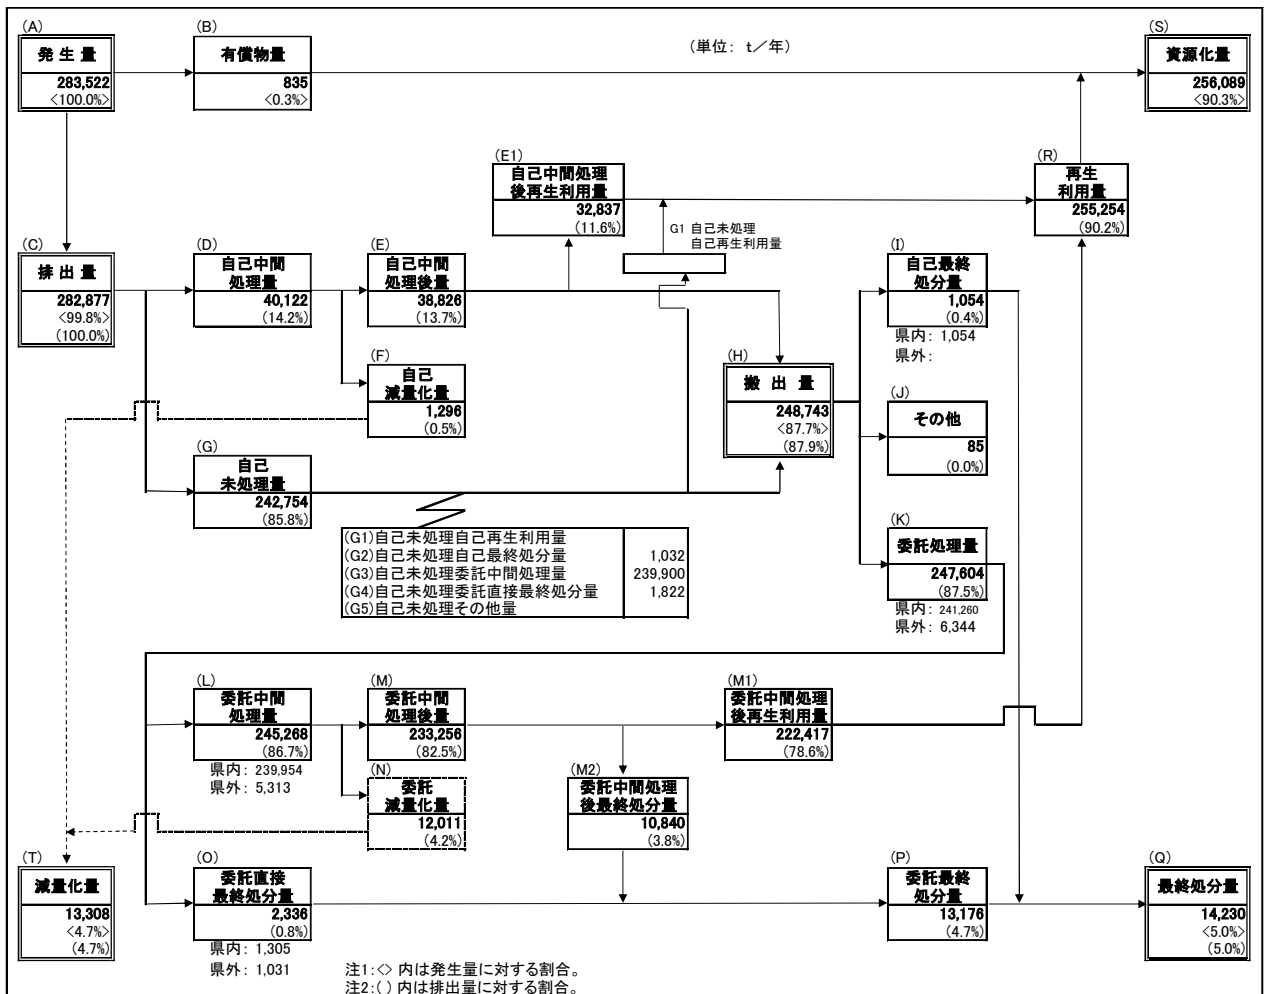 (A)
発 生 量
283,522
<100.0%>
(B)
有償物量
835
<0.3%>
(単位: t/年)
(S)
資源化量
256,089
<90.3%>
(E1)
自己中間処理
後再生利用量
32,837
(11.6%)
G1 自己未処理
自己再生利用量
(R)
再生
利用量
255,254
(90.2%)
(C)
排 出 量
282,877
<99.8%>
(100.0%)
(D)
自己中間
処理量
40,122
(14.2%)
(E)
自己中間
処理後量
38,826
(13.7%)
(I)
自己最終
処分量
1,054
(0.4%)
県内: 1,054
県外:
(F)
自己
減量化量
1,296
(0.5%)
(H)
搬 出 量
248,743
<87.7%>
(87.9%)
(J)
その他
85
(0.0%)
(G)
自己
未処理量
242,754
(85.8%)
(G1)自己未処理自己再生利用量
(G2)自己未処理自己最終処分量 1,032
(G3)自己未処理委託中間処理量 239,900
(G4)自己未処理委託直接最終処分量 1,822
(G5)自己未処理その他量
(K)
委託処理量
247,604
(87.5%)
県内: 241,260
県外: 6,344
(L)
委託中間
処理量
245,268
(86.7%)
県内: 239,954
県外: 5,313
(M)
委託中間
処理後量
233,256
(82.5%)
(M1)
委託中間処理
後再生利用量
222,417
(78.6%)
(N)
委託
減量化量
12,011
(4.2%)
(M2)
委託中間処理
後最終処分量
10,840
(3.8%)
(T)
減量化量
13,308
<4.7%>
(4.7%)
(O)
委託直接
最終処分量
2,336
(0.8%)
県内: 1,305
県外: 1,031
(P)
委託最終
処分量
13,176
(4.7%)
(Q)
最終処分量
14,230
<5.0%>
(5.0%)
注1:<> 内は発生量に対する割合。
注2:( ) 内は排出量に対する割合。